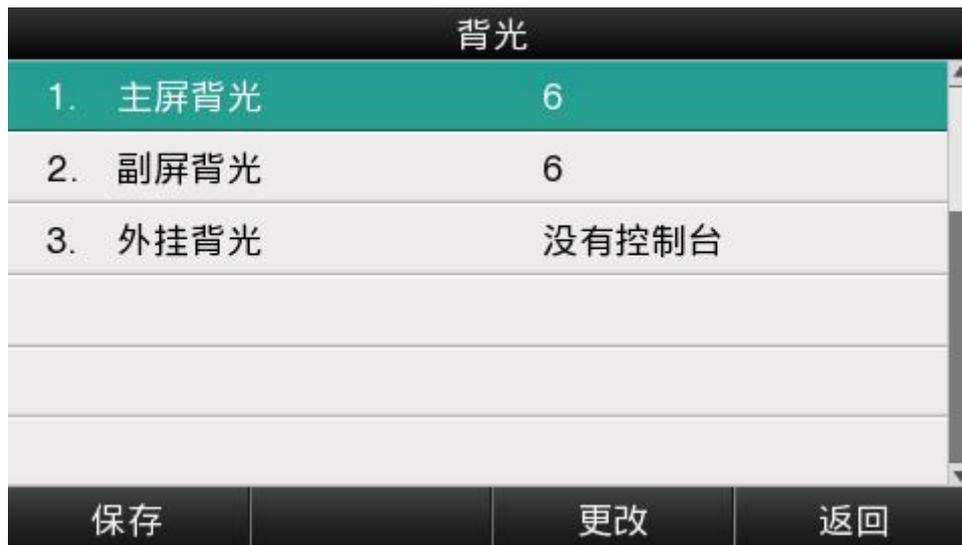 背光
1. 主屏背光 6
2. 副屏背光 6
3. 外挂背光 没有控制台
保存 更改 返回